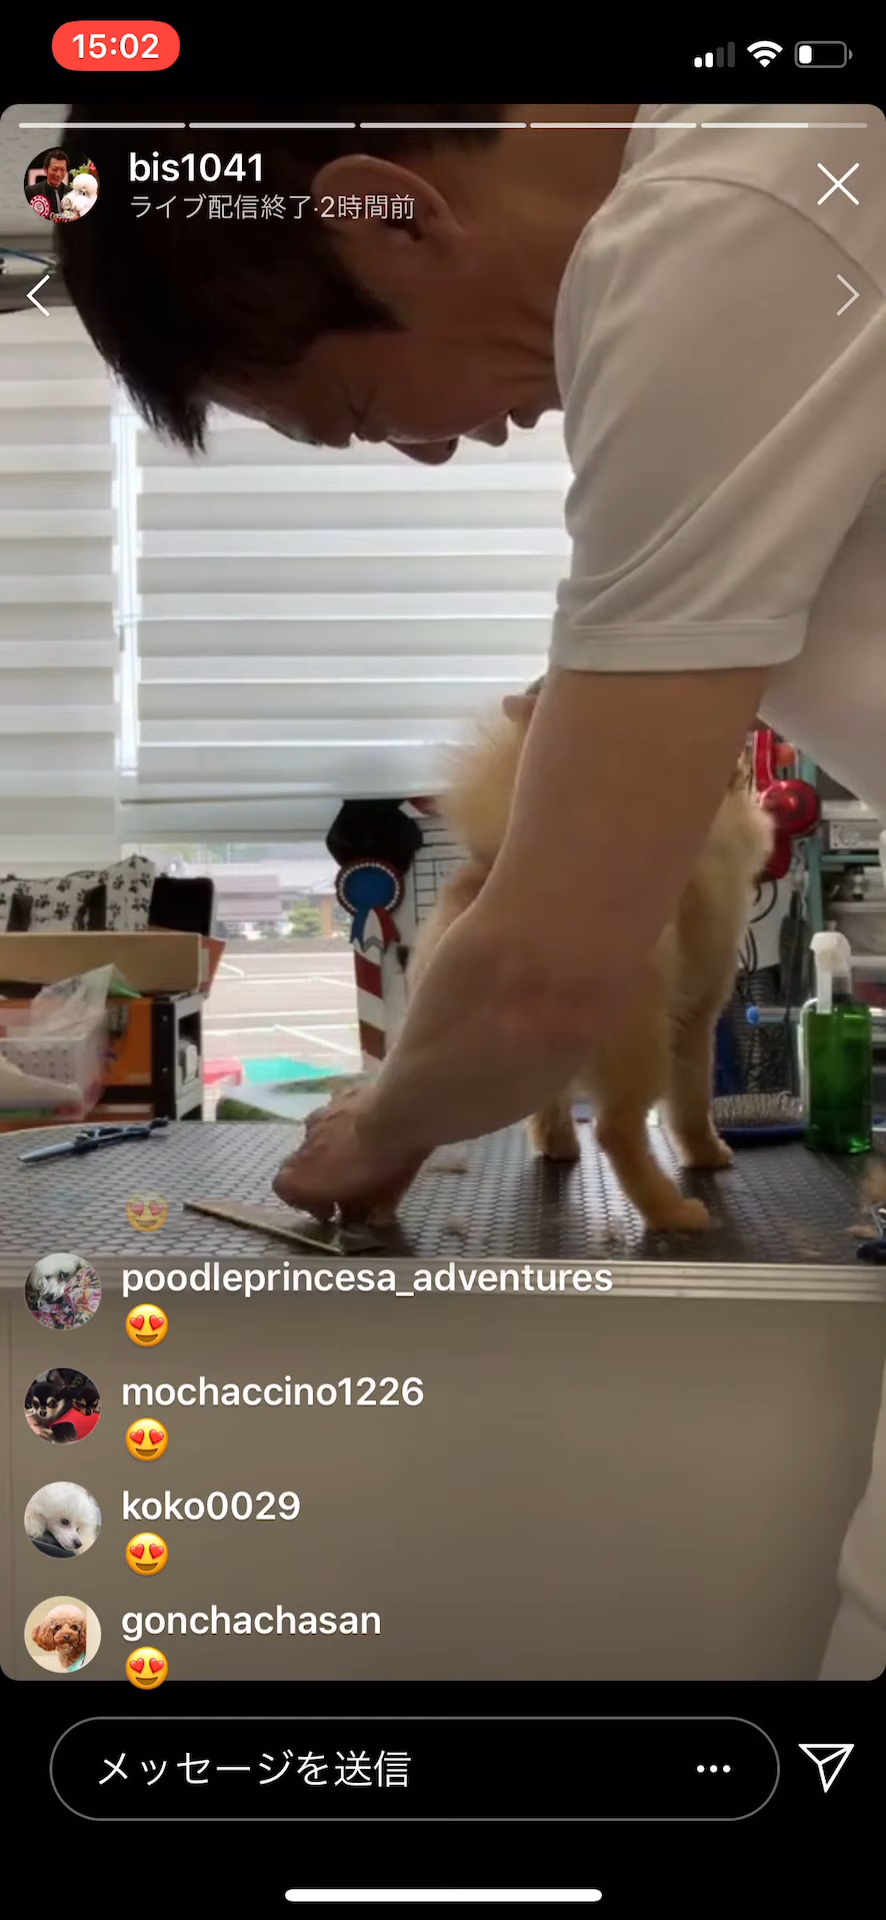 15:02
bis1041
ライブ配信終了·2時間前
😍
poodleprincesa_adventures
😍
mochaccino1226
😍
koko0029
😍
gonchachasan
😍
メッセージを送信